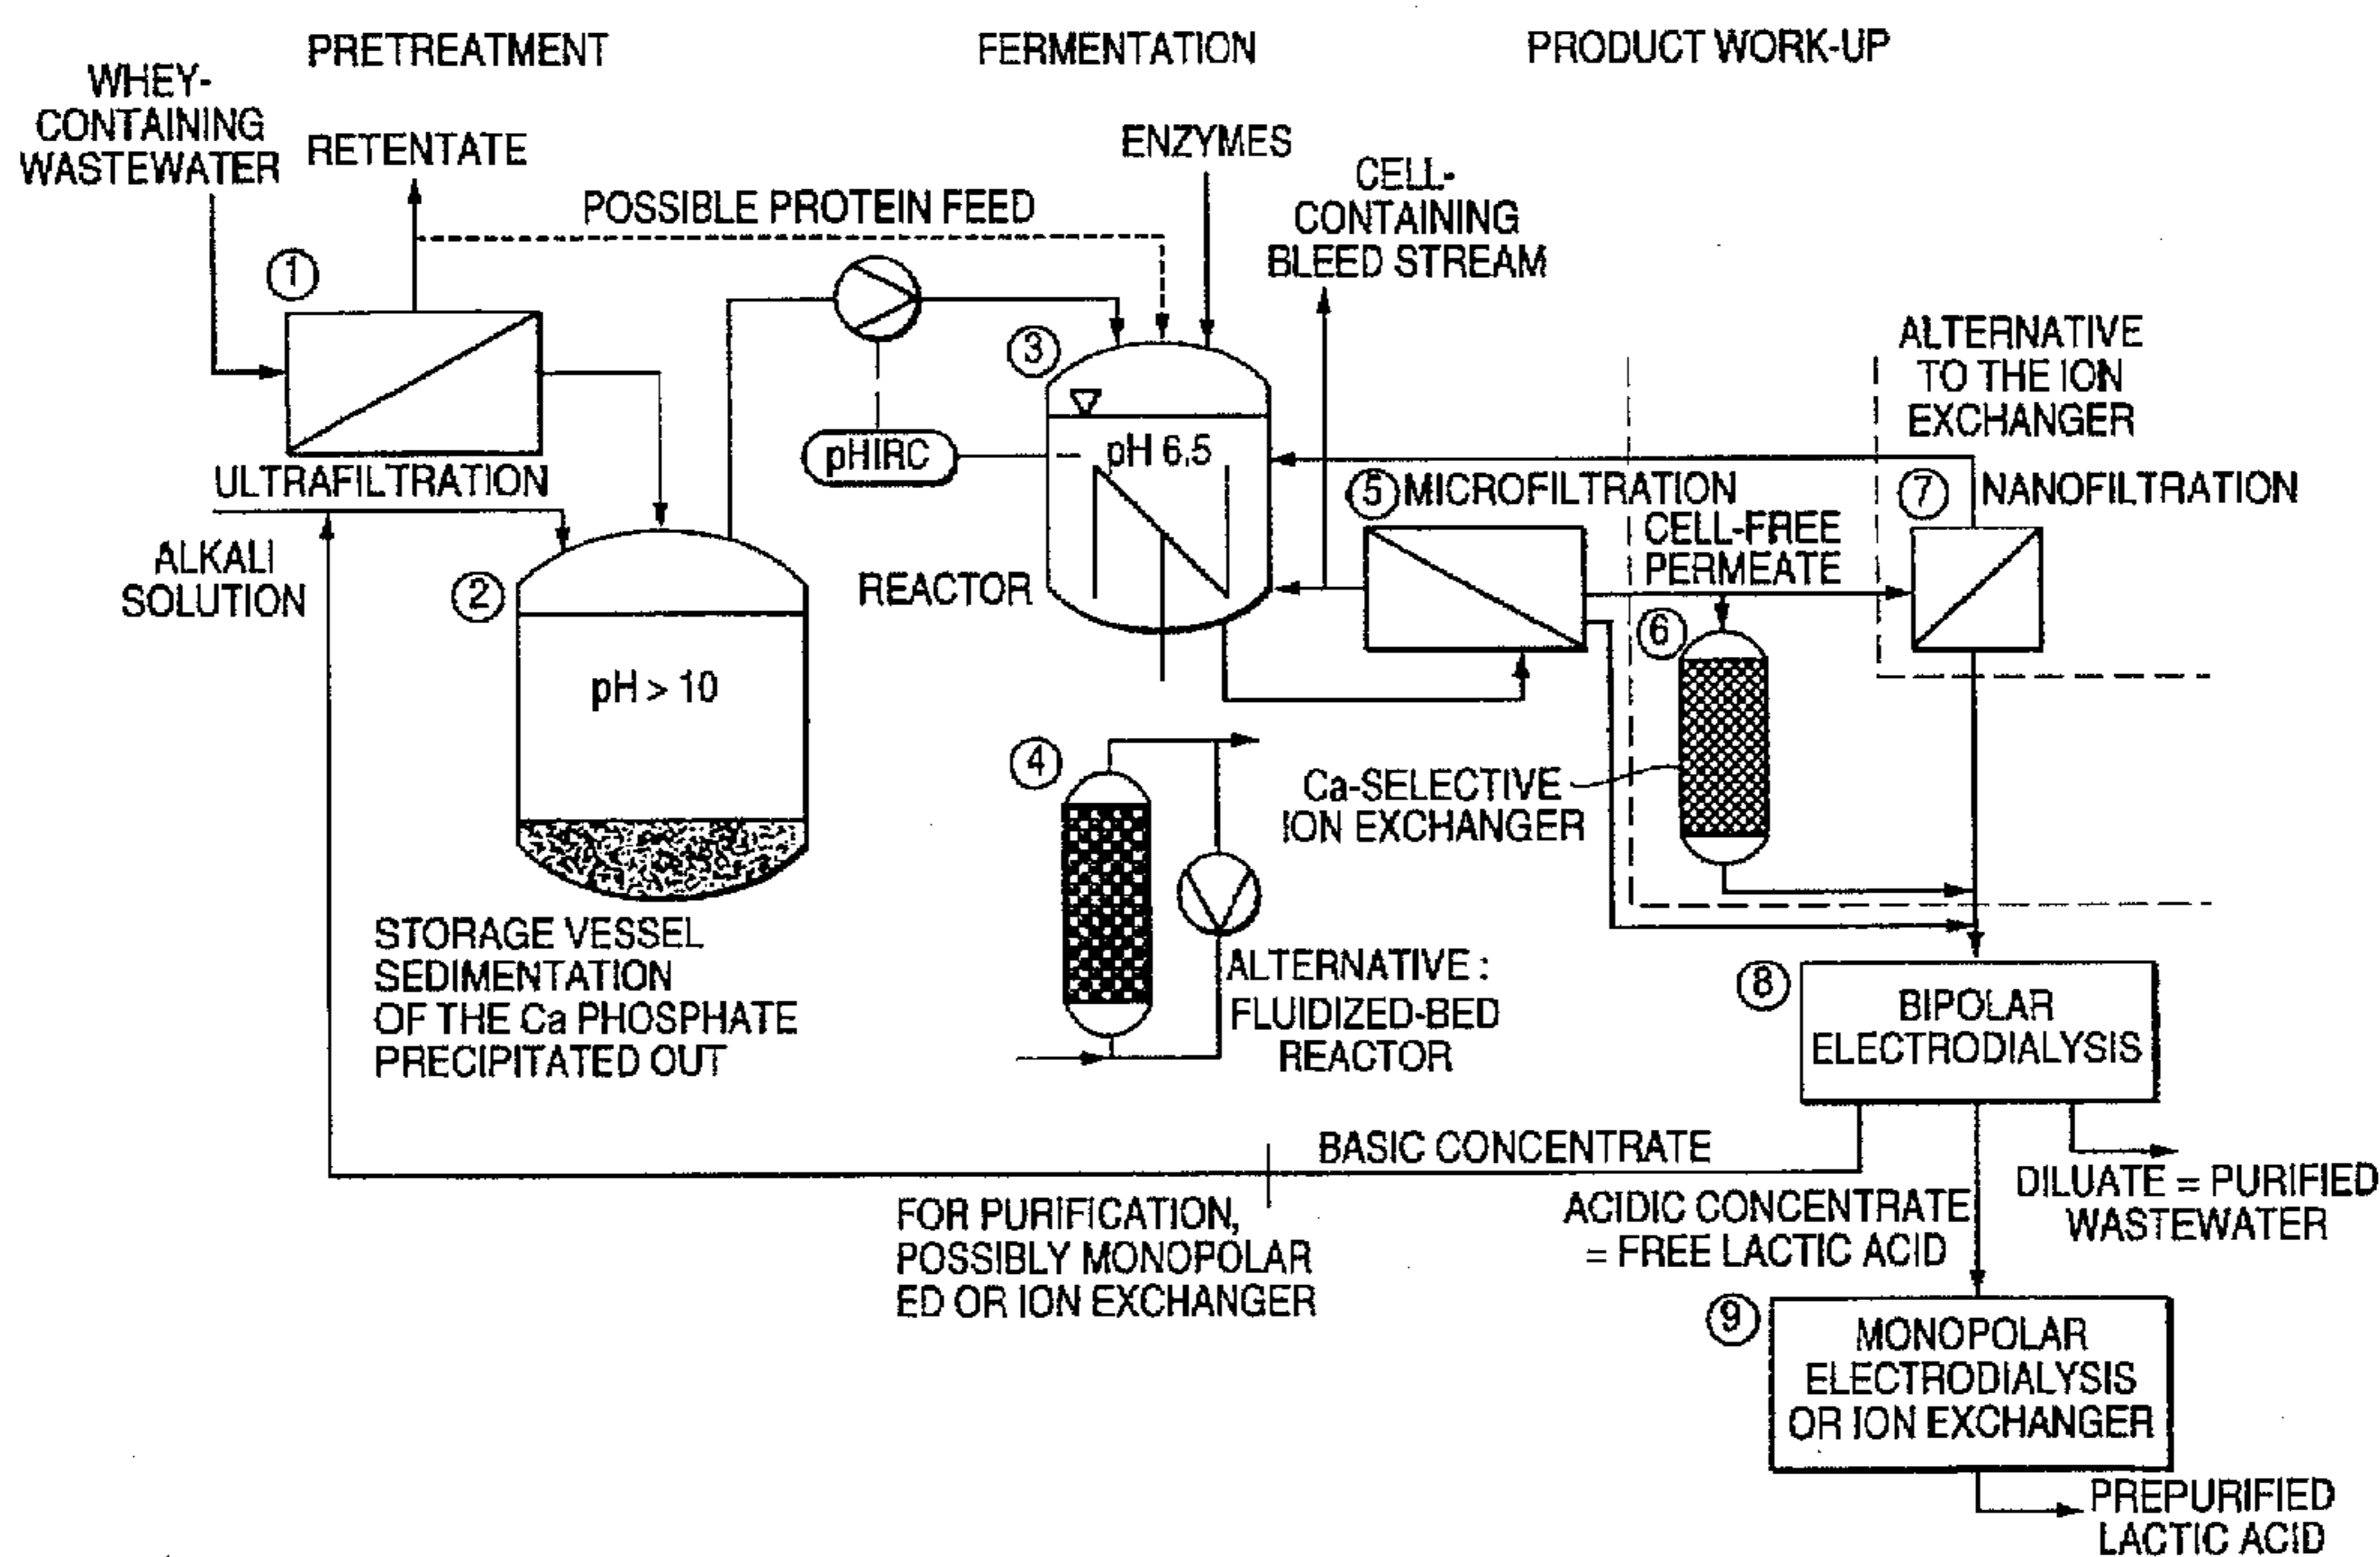 PRETREATMENT
FERMENTATION
PRODUCT WORK-UP
WHEY-
CONTAINING
WASTEWATER
RETENTATE
POSSIBLE PROTEIN FEED
ENZYMES
CELL-
CONTAINING
BLEED STREAM
1
3
ALTERNATIVE
TO THE ION
EXCHANGER
pHIRC
pH 6,5
ULTRAFILTRATION
5 MICROFILTRATION
7 NANOFILTRATION
CELL-FREE
PERMEATE
ALKALI
SOLUTION
2
REACTOR
6
pH > 10
4
Ca-SELECTIVE
ION EXCHANGER
STORAGE VESSEL
SEDIMENTATION
OF THE Ca PHOSPHATE
PRECIPITATED OUT
ALTERNATIVE :
FLUIDIZED-BED
REACTOR
8
BIPOLAR
ELECTRODIALYSIS
BASIC CONCENTRATE
FOR PURIFICATION,
POSSIBLY MONOPOLAR
ED OR ION EXCHANGER
ACIDIC CONCENTRATE
= FREE LACTIC ACID
DILUATE = PURIFIED
WASTEWATER
9
MONOPOLAR
ELECTRODIALYSIS
OR ION EXCHANGER
PREPURIFIED
LACTIC ACID